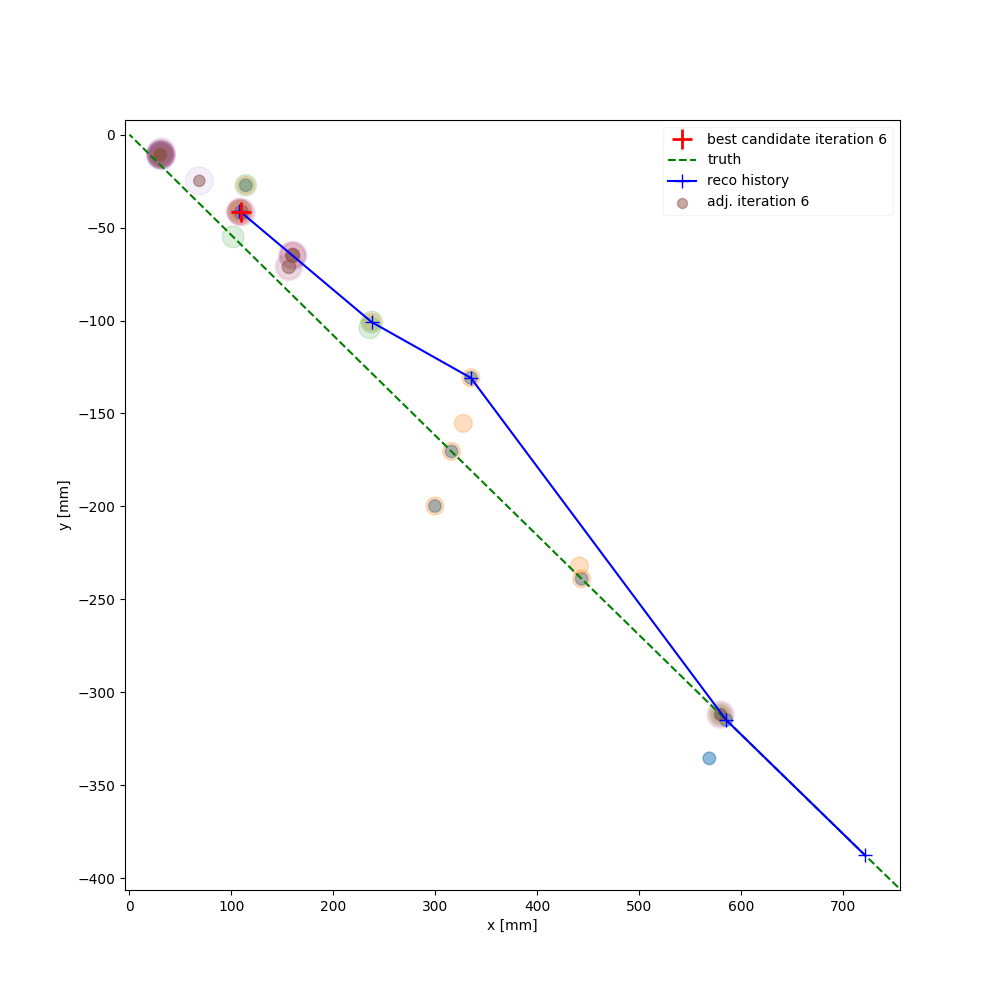 best candidate iteration 6
truth
reco history
adj. iteration 6
0
−50
−100
−150
−200
−250
−300
−350
−400
y [mm]
0 100 200 300 400 500 600 700
x [mm]